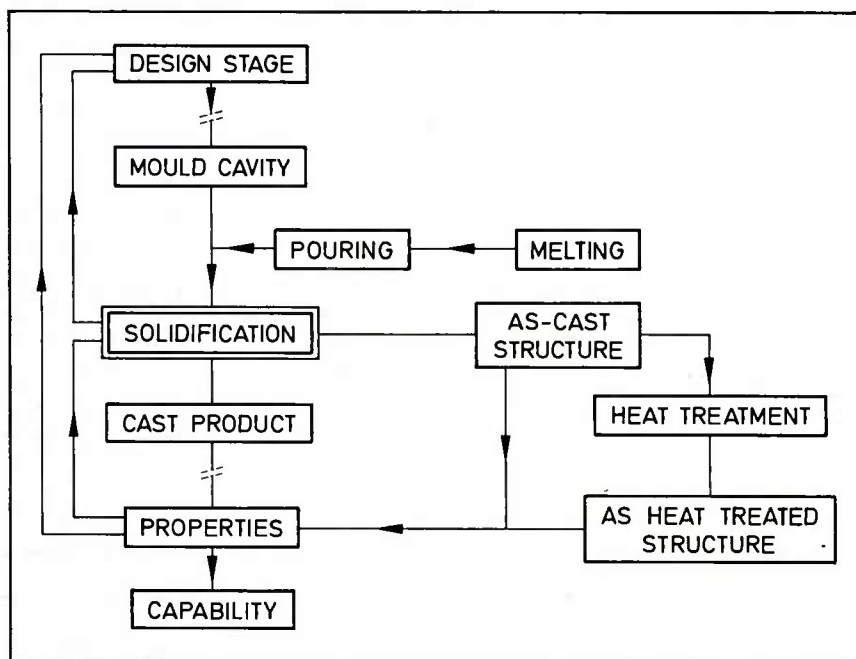 DESIGN STAGE
MOULD CAVITY
POURING
MELTING
SOLIDIFICATION
AS-CAST
STRUCTURE
CAST PRODUCT
HEAT TREATMENT
PROPERTIES
AS HEAT TREATED
STRUCTURE
CAPABILITY